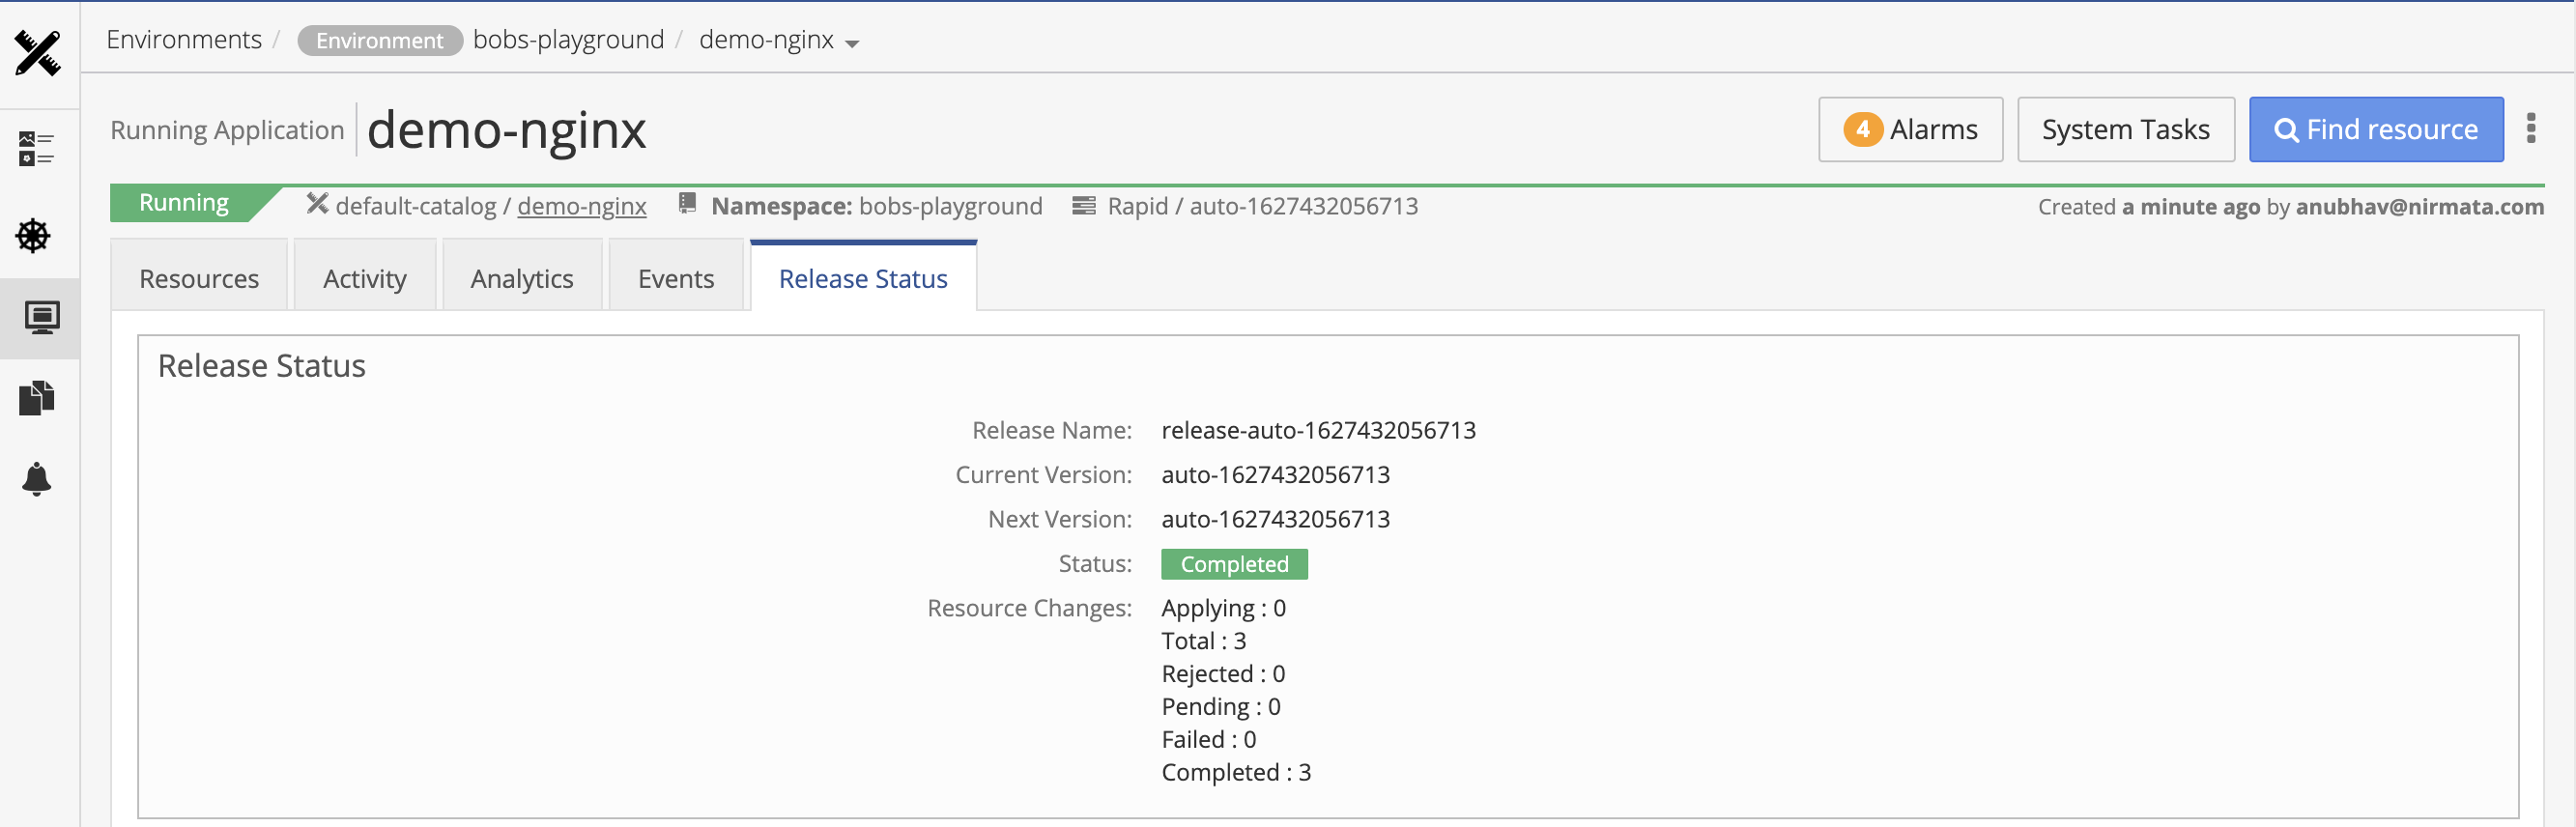 Environments / Environment bobs-playground / demo-nginx
Running Application demo-nginx
4 Alarms System Tasks Find resource
Running default-catalog / demo-nginx Namespace: bobs-playground Rapid / auto-1627432056713 Created a minute ago by anubhav@nirmata.com
Resources Activity Analytics Events Release Status
Release Status
Release Name: release-auto-1627432056713
Current Version: auto-1627432056713
Next Version: auto-1627432056713
Status: Completed
Resource Changes: Applying : 0
Total : 3
Rejected : 0
Pending : 0
Failed : 0
Completed : 3